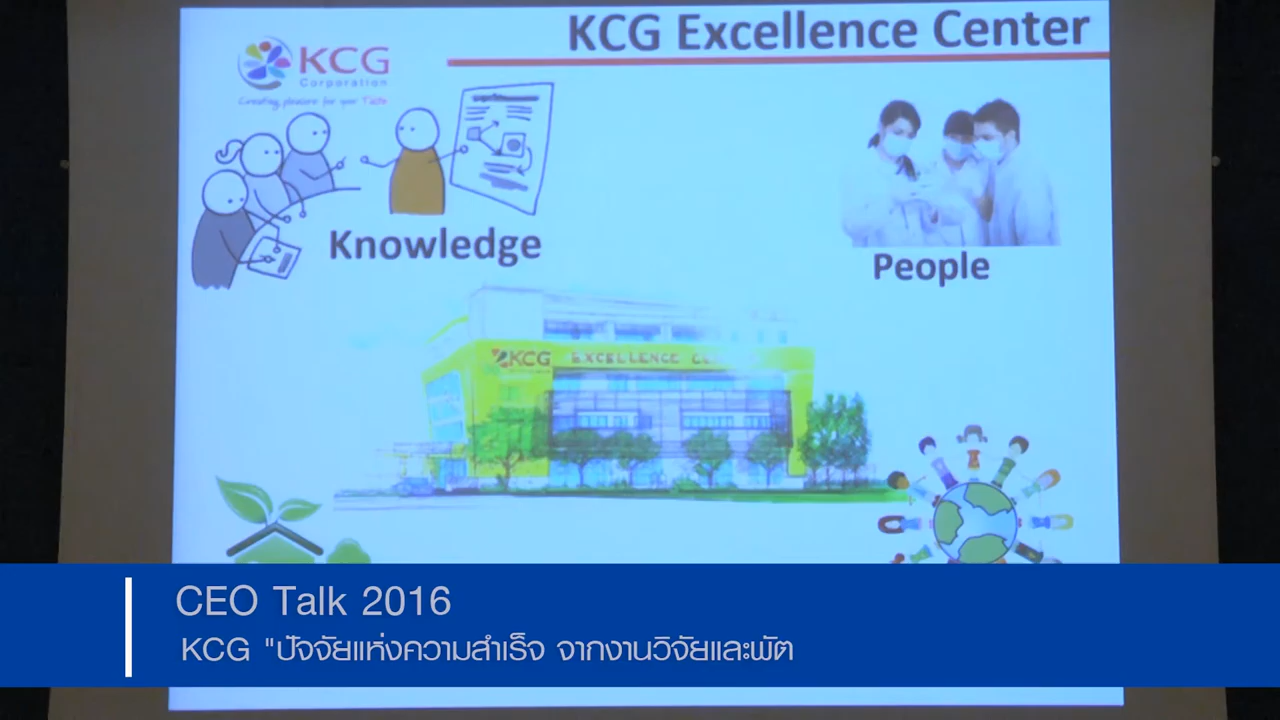 KCG Excellence Center
KCG
Corporation
Creating pleasure for your Taste
Knowledge
People
KCG EXCELLENCE
CEO Talk 2016
KCG "ปัจจัยแห่งความสำเร็จ จากงานวิจัยและพัต